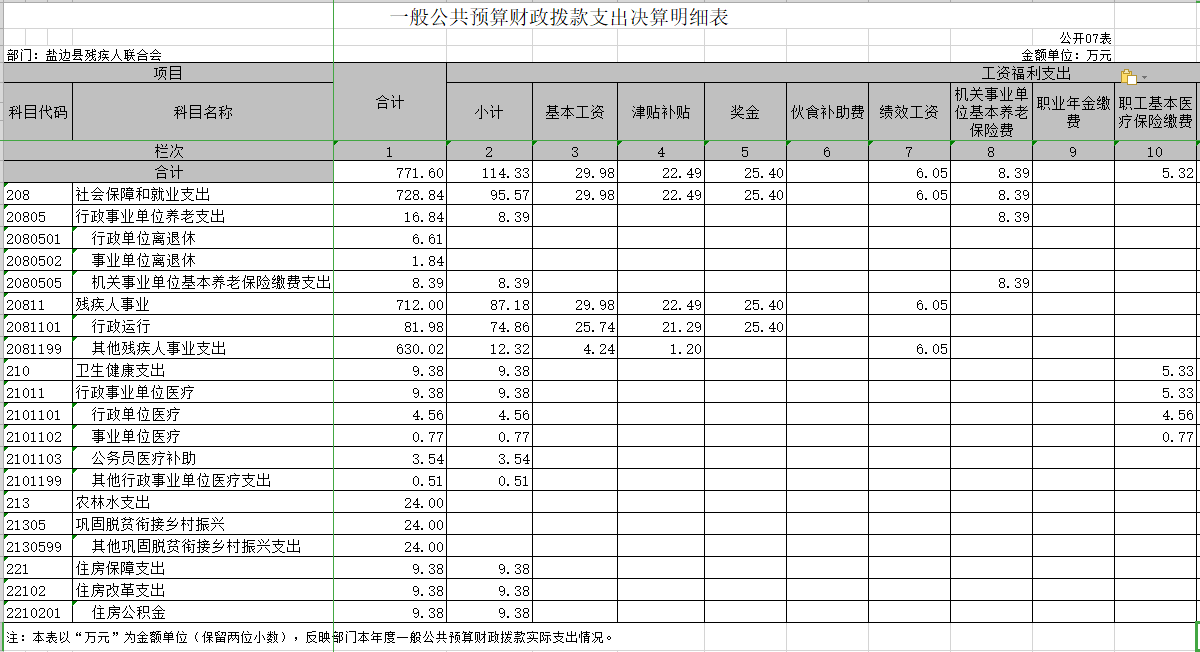 一般公共预算财政拨款支出决算明细表
公开07表
部门：盐边县残疾人联合会 金额单位：万元
项目 合计 工资福利支出
科目代码 科目名称 小计 基本工资 津贴补贴 奖金 伙食补助费 绩效工资 机关事业单位基本养老保险费 职业年金缴费 职工基本医疗保险缴费
栏次 1 2 3 4 5 6 7 8 9 10
合计 771.60 114.33 29.98 22.49 25.40 6.05 8.39 5.32
208 社会保障和就业支出 728.84 95.57 29.98 22.49 25.40 6.05 8.39
20805 行政事业单位养老支出 16.84 8.39 8.39
2080501 行政单位离退休 6.61
2080502 事业单位离退休 1.84
2080505 机关事业单位基本养老保险缴费支出 8.39 8.39 8.39
20811 残疾人事业 712.00 87.18 29.98 22.49 25.40 6.05
2081101 行政运行 81.98 74.86 25.74 21.29 25.40
2081199 其他残疾人事业支出 630.02 12.32 4.24 1.20 6.05
210 卫生健康支出 9.38 9.38 5.33
21011 行政事业单位医疗 9.38 9.38 5.33
2101101 行政单位医疗 4.56 4.56 4.56
2101102 事业单位医疗 0.77 0.77 0.77
2101103 公务员医疗补助 3.54 3.54
2101199 其他行政事业单位医疗支出 0.51 0.51
213 农林水支出 24.00
21305 巩固脱贫衔接乡村振兴 24.00
2130599 其他巩固脱贫衔接乡村振兴支出 24.00
221 住房保障支出 9.38 9.38
22102 住房改革支出 9.38 9.38
2210201 住房公积金 9.38 9.38
注：本表以“万元”为金额单位（保留两位小数），反映部门本年度一般公共预算财政拨款实际支出情况。